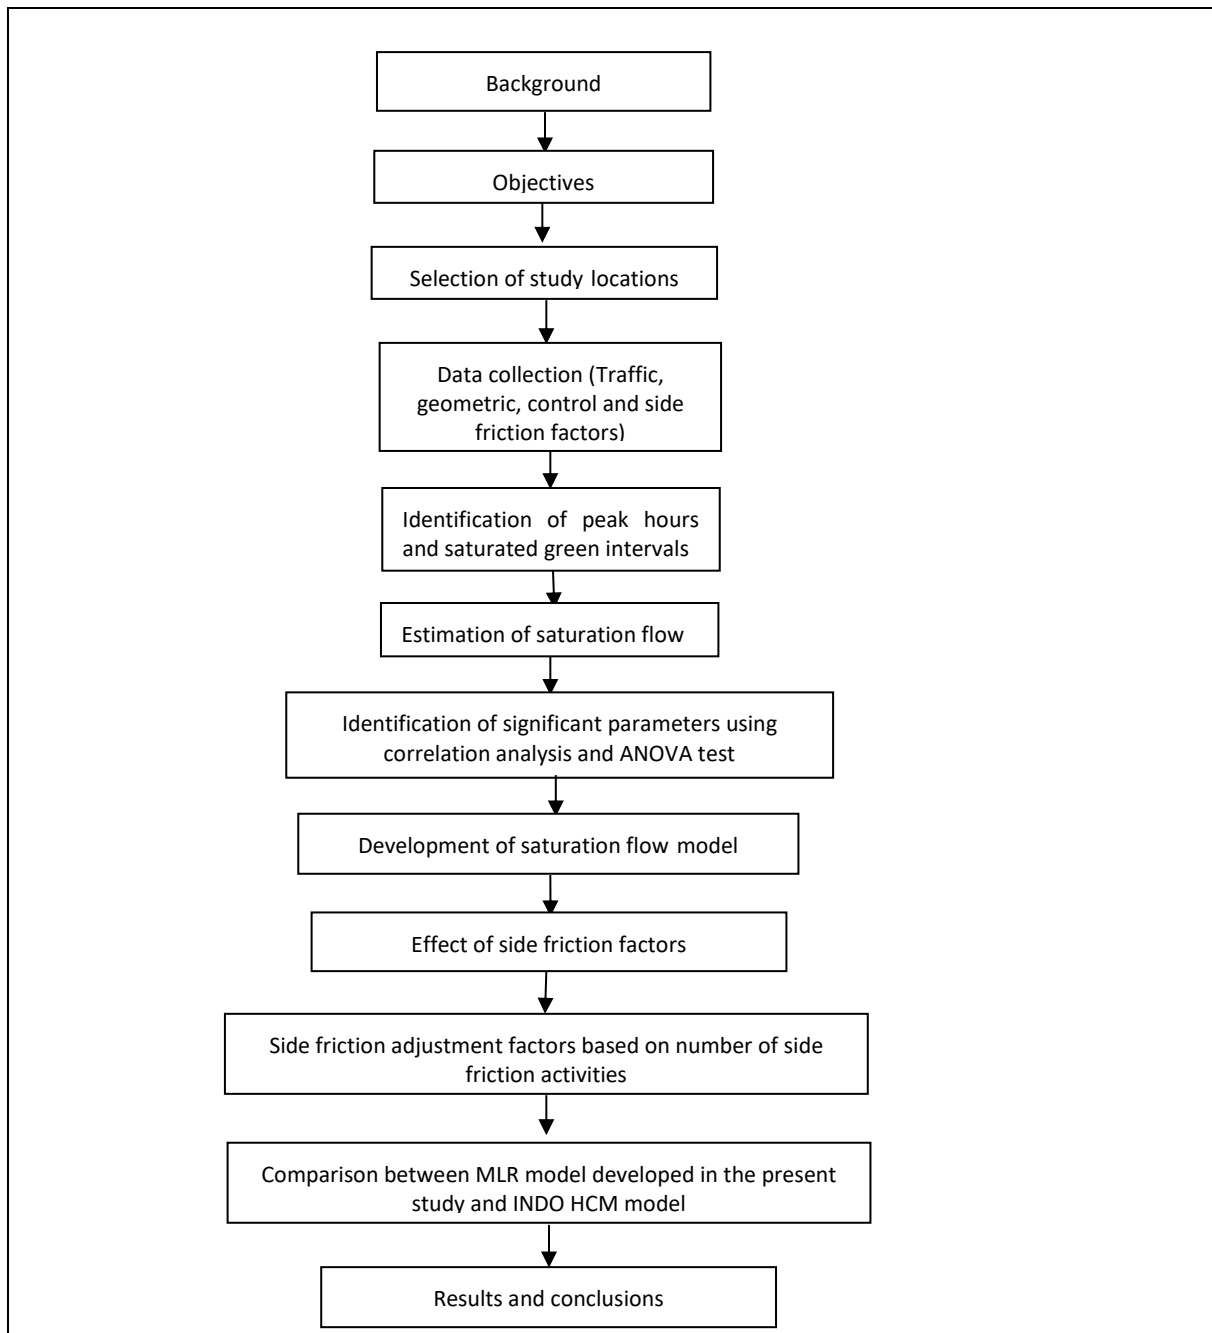 Background
Objectives
Selection of study locations
Data collection (Traffic,
geometric, control and side
friction factors)
Identification of peak hours
and saturated green intervals
Estimation of saturation flow
Identification of significant parameters using
correlation analysis and ANOVA test
Development of saturation flow model
Effect of side friction factors
Side friction adjustment factors based on number of side
friction activities
Comparison between MLR model developed in the present
study and INDO HCM model
Results and conclusions